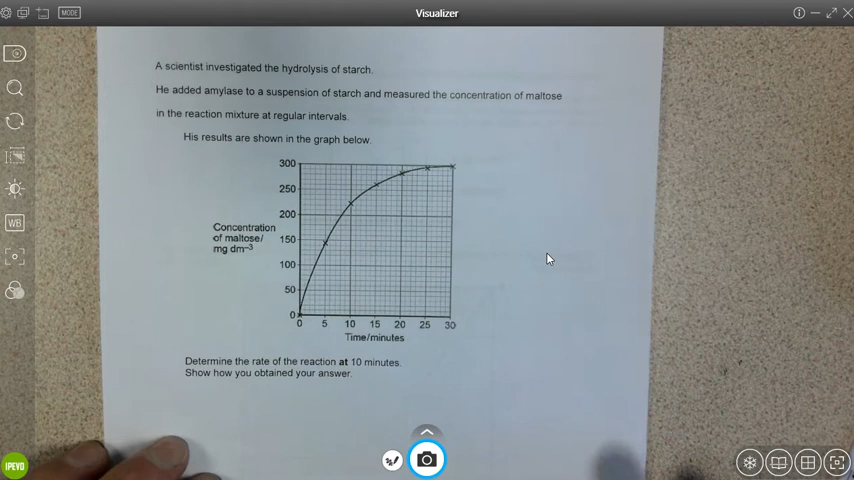 MODE
Visualizer
A scientist investigated the hydrolysis of starch.
He added amylase to a suspension of starch and measured the concentration of maltose
in the reaction mixture at regular intervals.
His results are shown in the graph below.
300
250
200
150
100
50
0
Concentration
of maltose/
mg dm–3
0 5 10 15 20 25 30
Time/minutes
Determine the rate of the reaction at 10 minutes.
Show how you obtained your answer.
WB
IPEVO